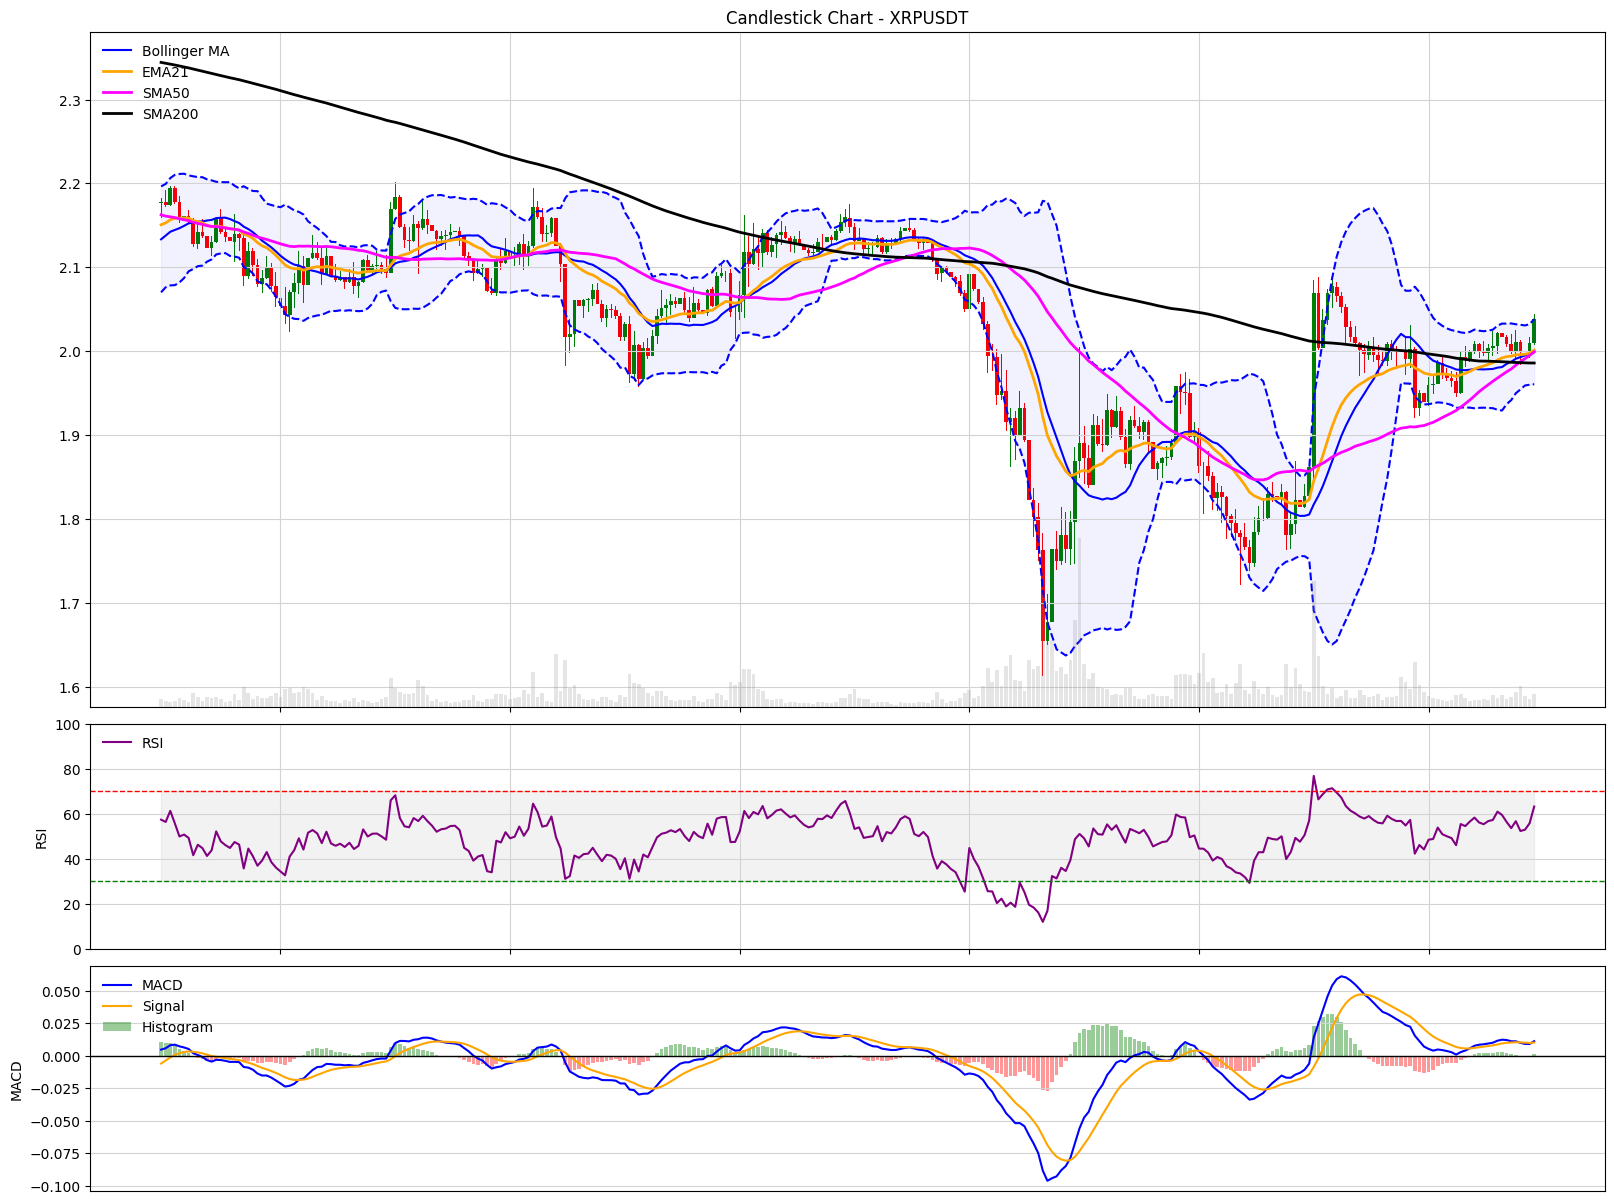 Candlestick Chart - XRPUSDT
Bollinger MA
EMA21
SMA50
SMA200
2.3
2.2
2.1
2.0
1.9
1.8
1.7
1.6
100
RSI
80
60
RSI
40
20
0
MACD
0.050
Signal
0.025
Histogram
0.000
MACD
−0.025
−0.050
−0.075
−0.100